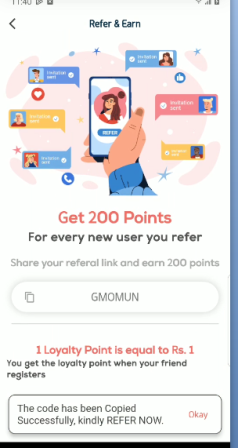 11:40
Refer & Earn
Invitation
sent
Invitation
sent
Invitation
sent
Invitation
sent
Invitation
sent
REFER
Get 200 Points
For every new user you refer
Share your referal link and earn 200 points
GMOMUN
1 Loyalty Point is equal to Rs. 1
You get the loyalty point when your friend
registers
The code has been Copied
Successfully, kindly REFER NOW.
Okay